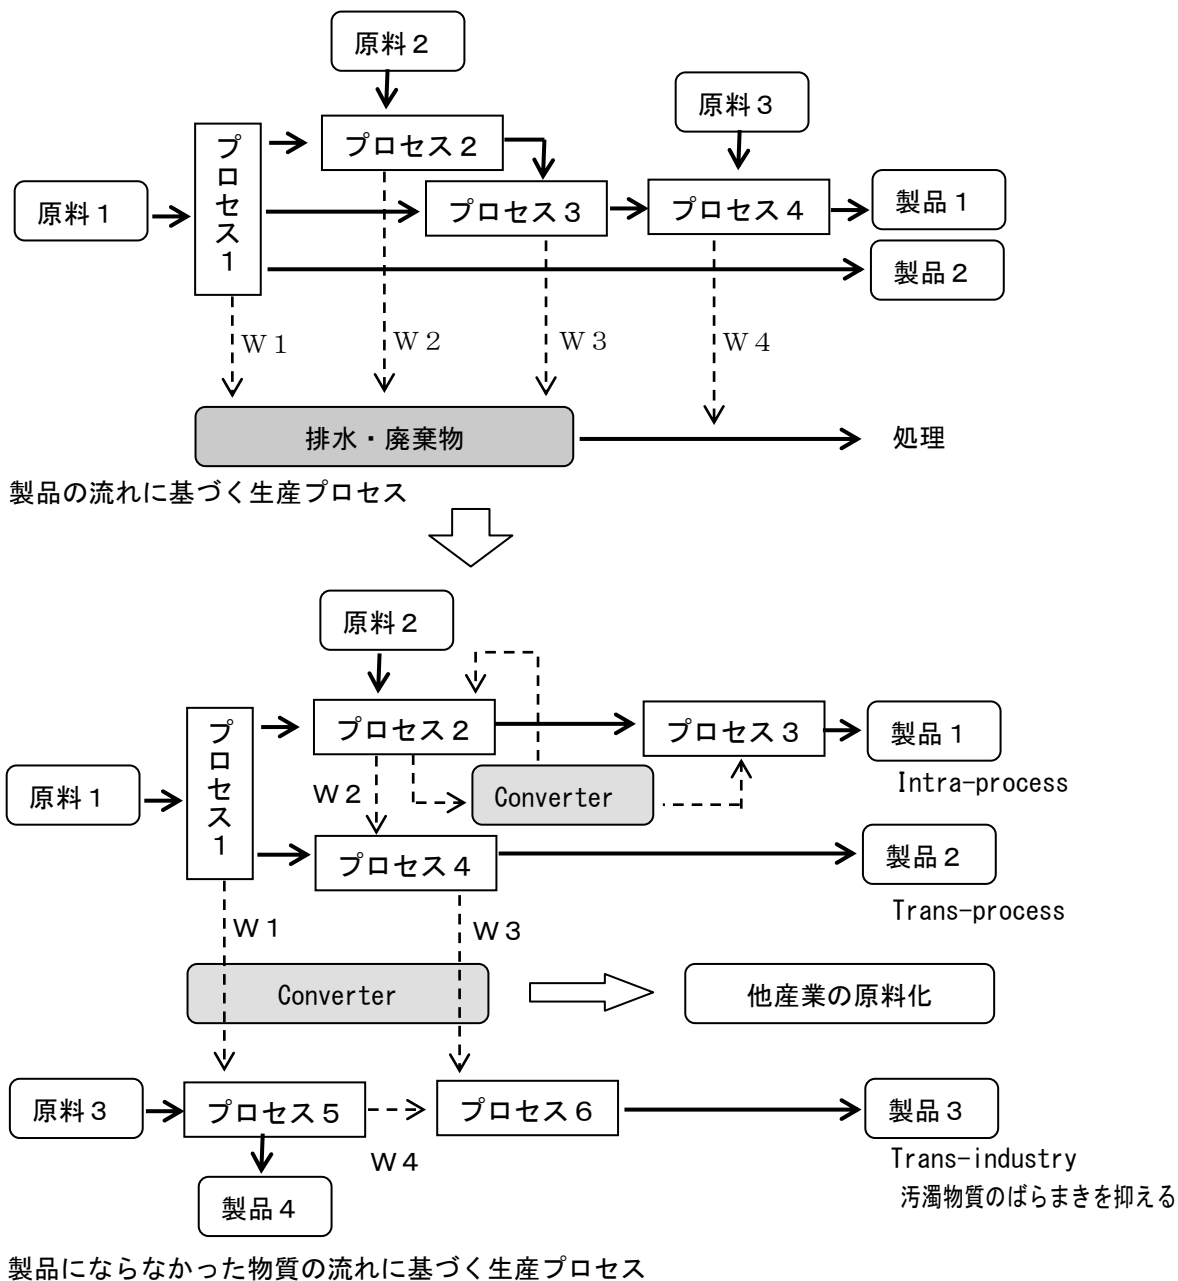 原料２
原料３
プロセス２
プロセス１
原料１
プロセス３
プロセス４
製品１
製品２
Ｗ１
Ｗ２
Ｗ３
Ｗ４
排水・廃棄物
処理
製品の流れに基づく生産プロセス
原料２
プロセス２
プロセス３
製品１
Intra-process
プロセス１
原料１
Ｗ２
Converter
プロセス４
製品２
Trans-process
Ｗ１
Ｗ３
Converter
他産業の原料化
原料３
プロセス５
プロセス６
製品３
Ｗ４
Trans-industry
汚濁物質のばらまきを抑える
製品４
製品にならなかった物質の流れに基づく生産プロセス